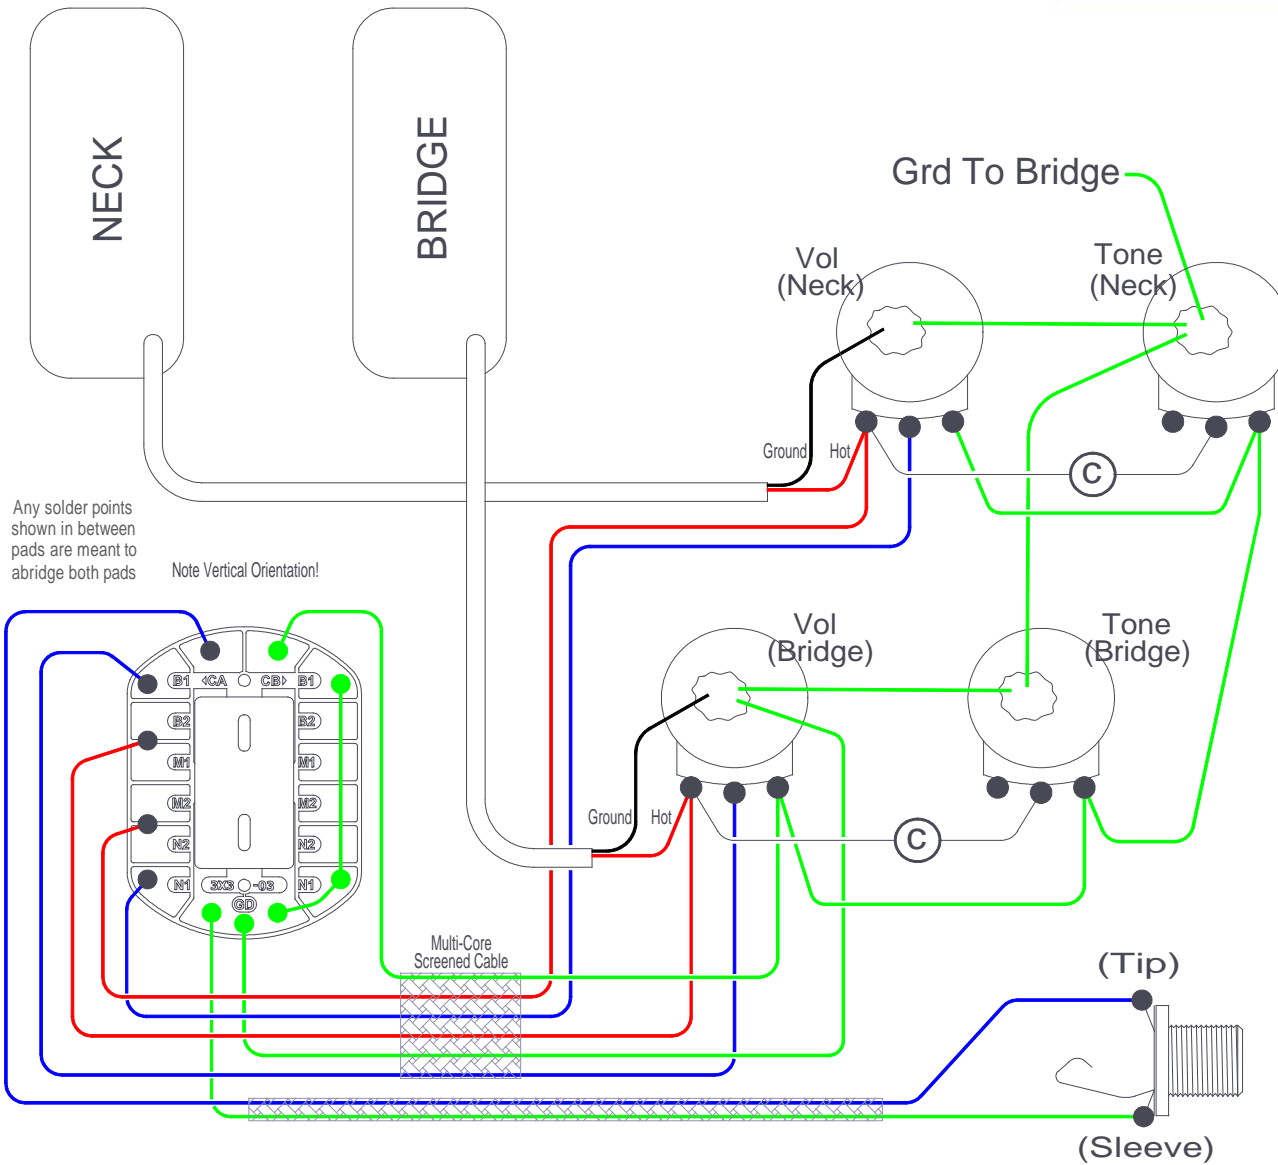 NECK
BRIDGE
Grd To Bridge
Vol
(Neck)
Tone
(Neck)
Ground
Hot
C
Any solder points
shown in between
pads are meant to
abridge both pads
Note Vertical Orientation!
Vol
(Bridge)
Tone
(Bridge)
B1
CA
CB
B1
B2
B2
M1
M1
M2
M2
N2
N2
N1
3X3
-03
N1
GD
Ground
Hot
C
Multi-Core
Screened Cable
(Tip)
(Sleeve)